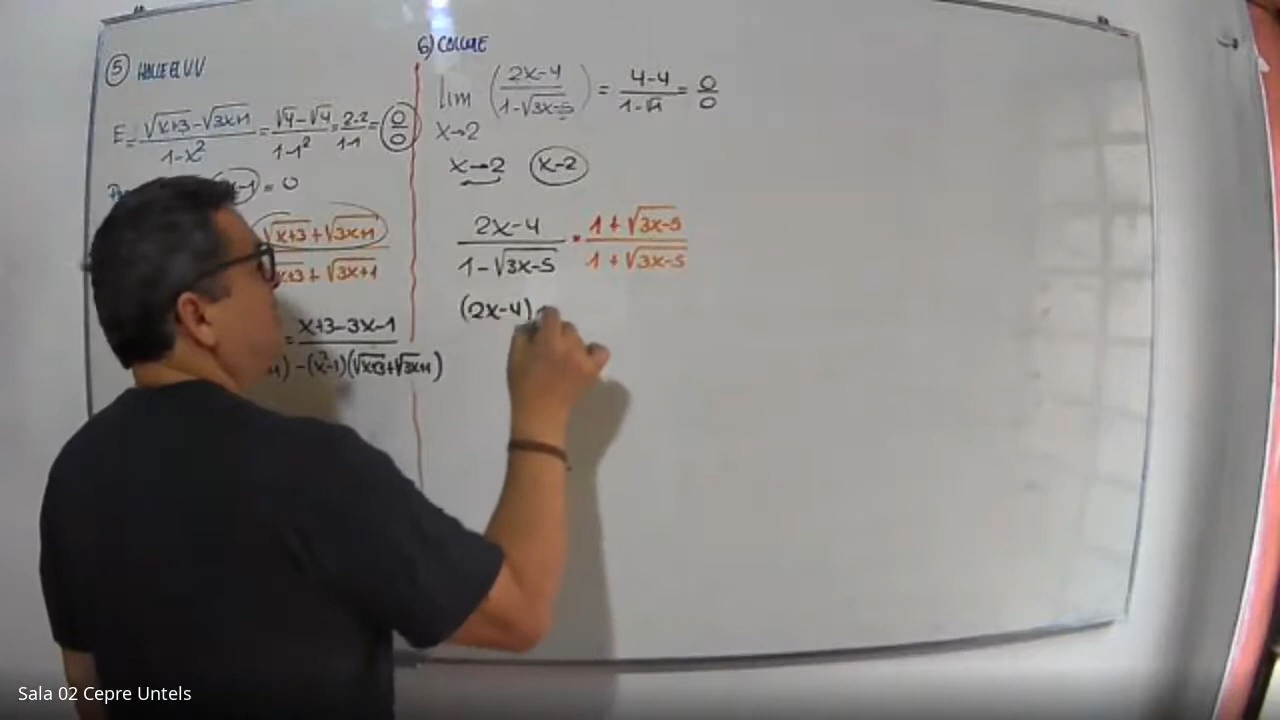 ⑤ HALLE EL VV
E = (√(x+3) - √(3x+1))/(1-x²) = (√4 - √4)/(1-1²) = (2-2)/(1-1) = 0/0
x-1) = 0
√(x+3) + √(3x+1)
√(x+3) + √(3x+1)
= (x+3-3x-1)/(-(x²-1)(√(x+3)+√(3x+1)))
6) CALCULE
lim x→2 ((2x-4)/(1-√(3x-5))) = (4-4)/(1-√1) = 0/0
x→2 (x-2)
(2x-4)/(1-√(3x-5)) • (1+√(3x-5))/(1+√(3x-5))
(2x-4)
Sala 02 Cepre Untels